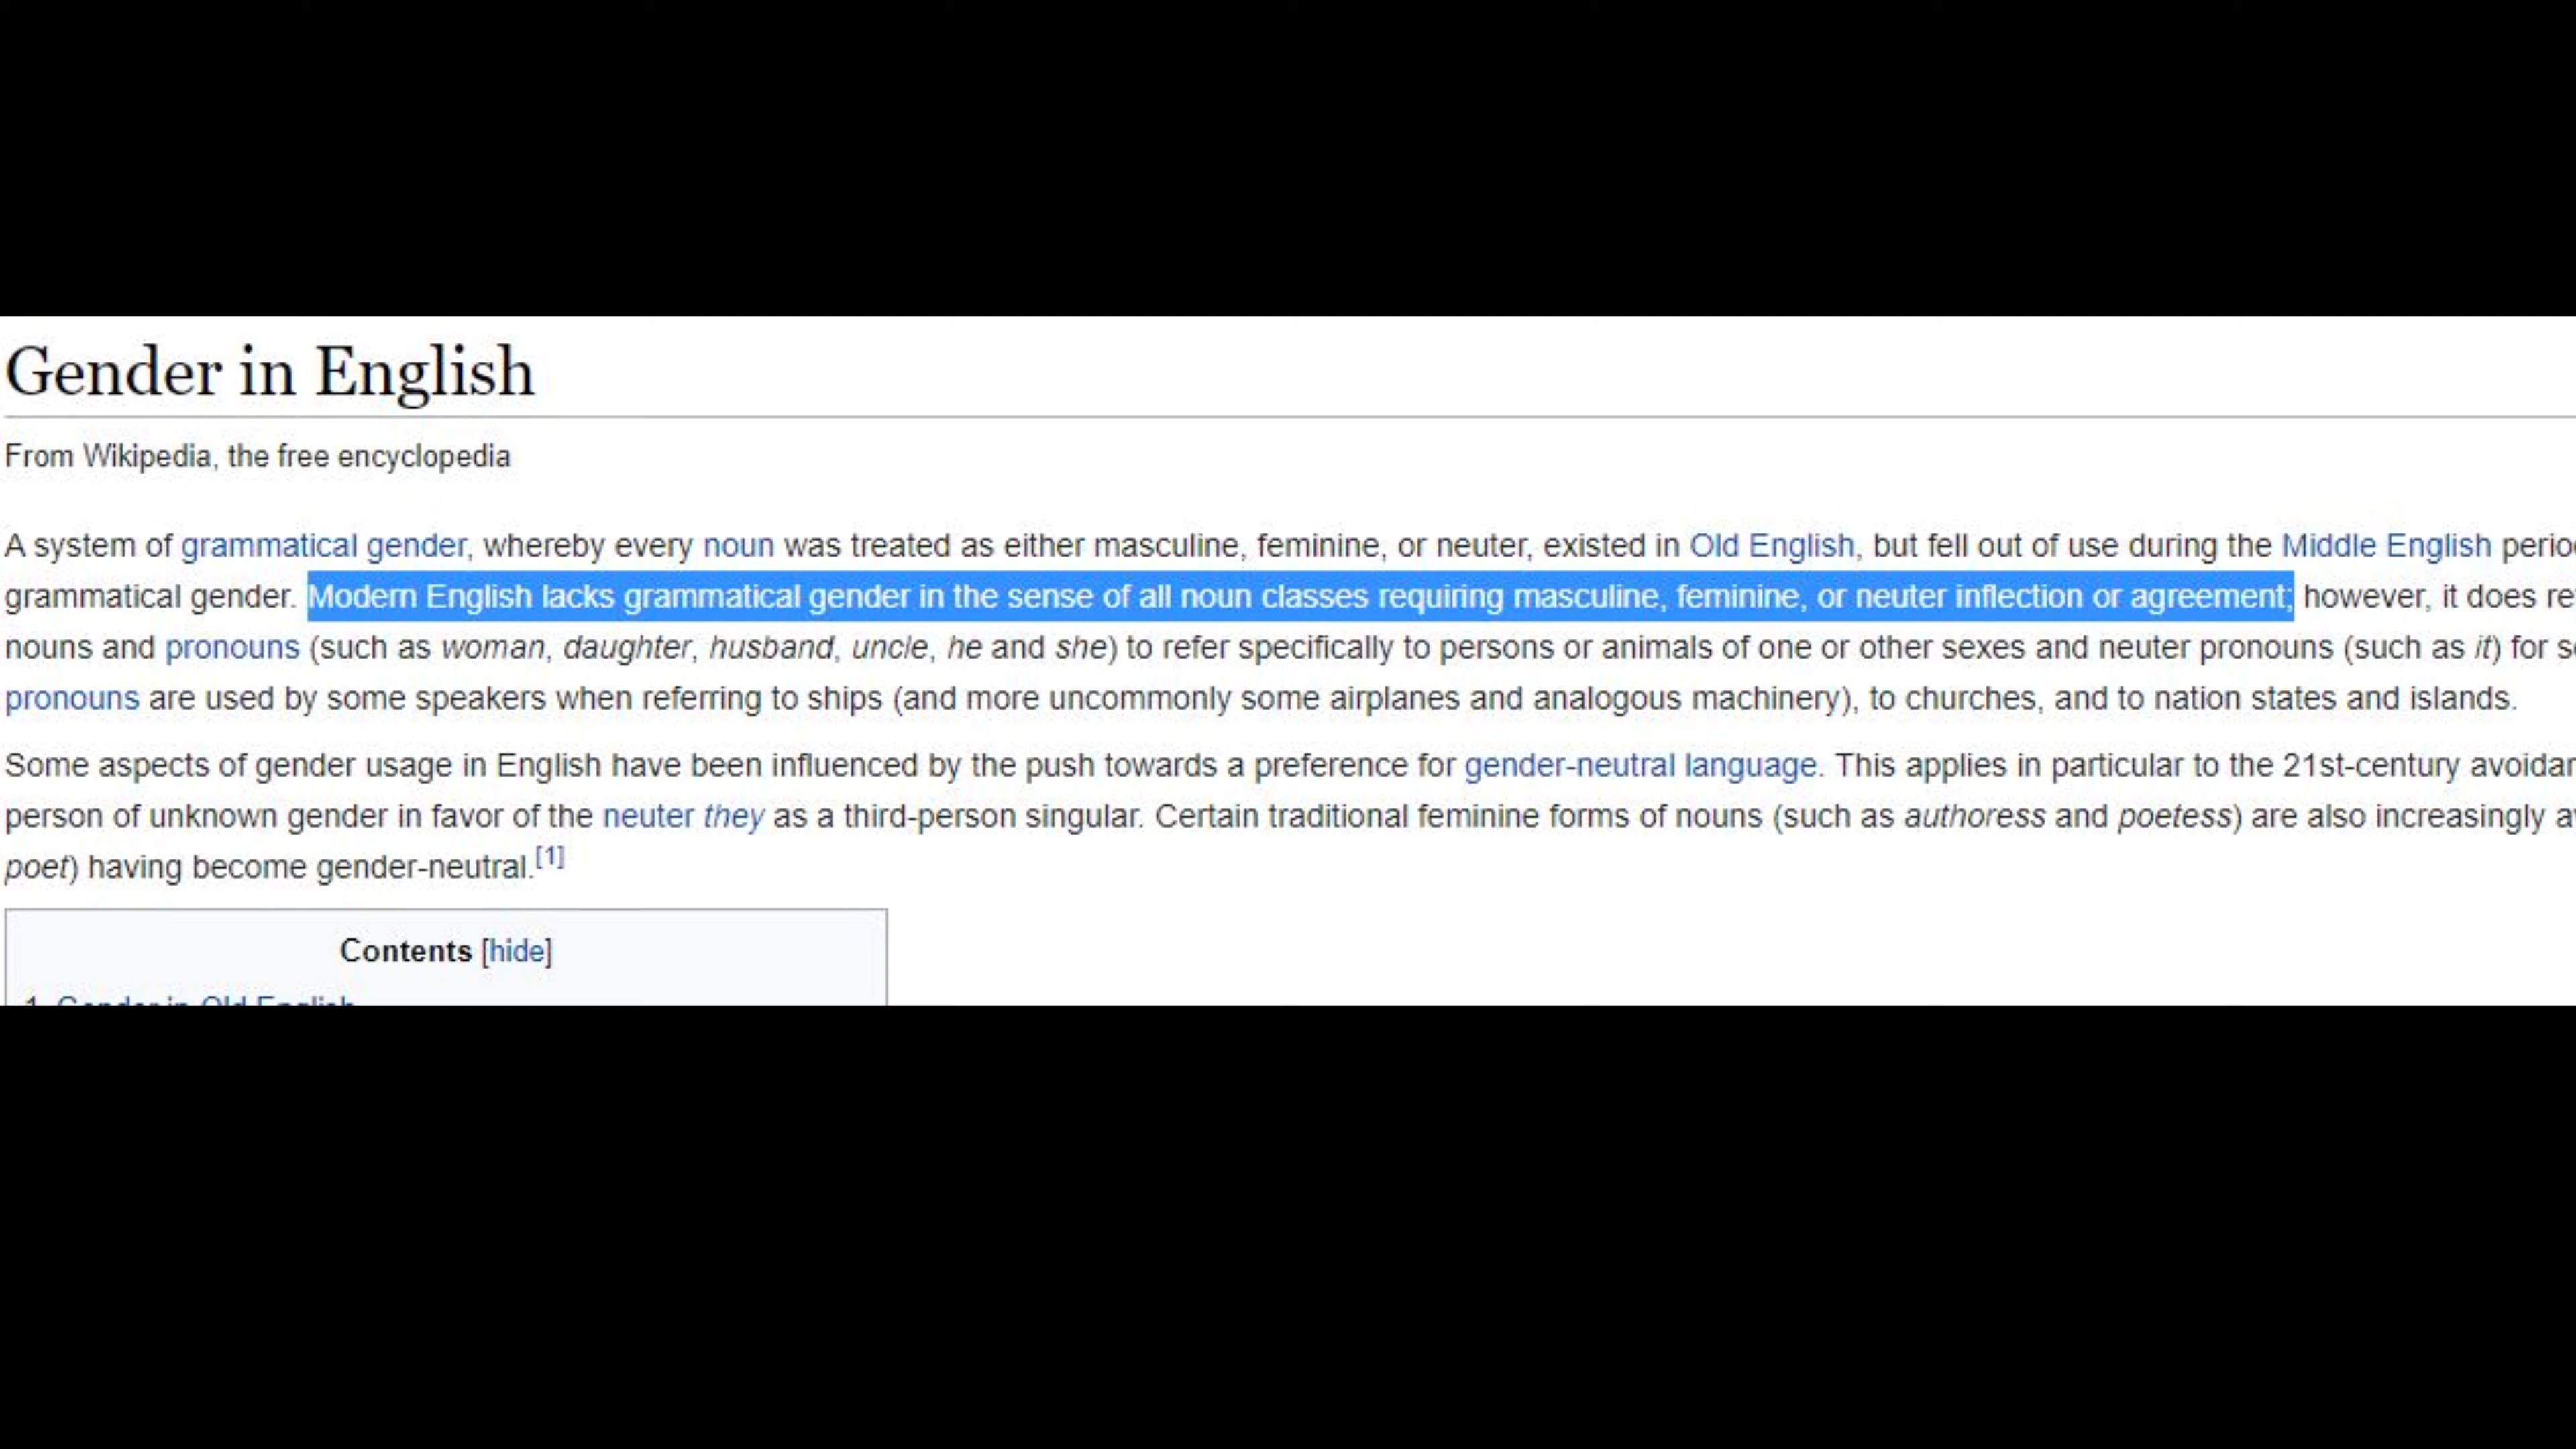 Gender in English
From Wikipedia, the free encyclopedia
A system of grammatical gender, whereby every noun was treated as either masculine, feminine, or neuter, existed in Old English, but fell out of use during the Middle English
grammatical gender. Modern English lacks grammatical gender in the sense of all noun classes requiring masculine, feminine, or neuter inflection or agreement; however, it does
nouns and pronouns (such as woman, daughter, husband, uncle, he and she) to refer specifically to persons or animals of one or other sexes and neuter pronouns (such as it) for
pronouns are used by some speakers when referring to ships (and more uncommonly some airplanes and analogous machinery), to churches, and to nation states and islands.
Some aspects of gender usage in English have been influenced by the push towards a preference for gender-neutral language. This applies in particular to the 21st-century
person of unknown gender in favor of the neuter they as a third-person singular. Certain traditional feminine forms of nouns (such as authoress and poetess) are also increasingly
poet) having become gender-neutral.[1]
Contents [hide]
1 Gender in Old English